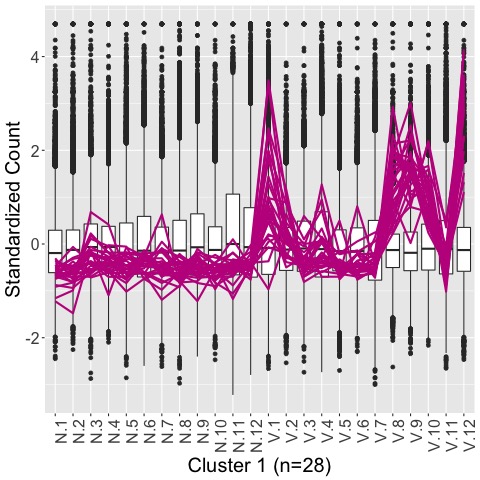 Standardized Count
4
2
0
-2
N.1 N.2 N.3 N.4 N.5 N.6 N.7 N.8 N.9 N.10 N.11 N.12 V.1 V.2 V.3 V.4 V.5 V.6 V.7 V.8 V.9 V.10 V.11 V.12
Cluster 1 (n=28)